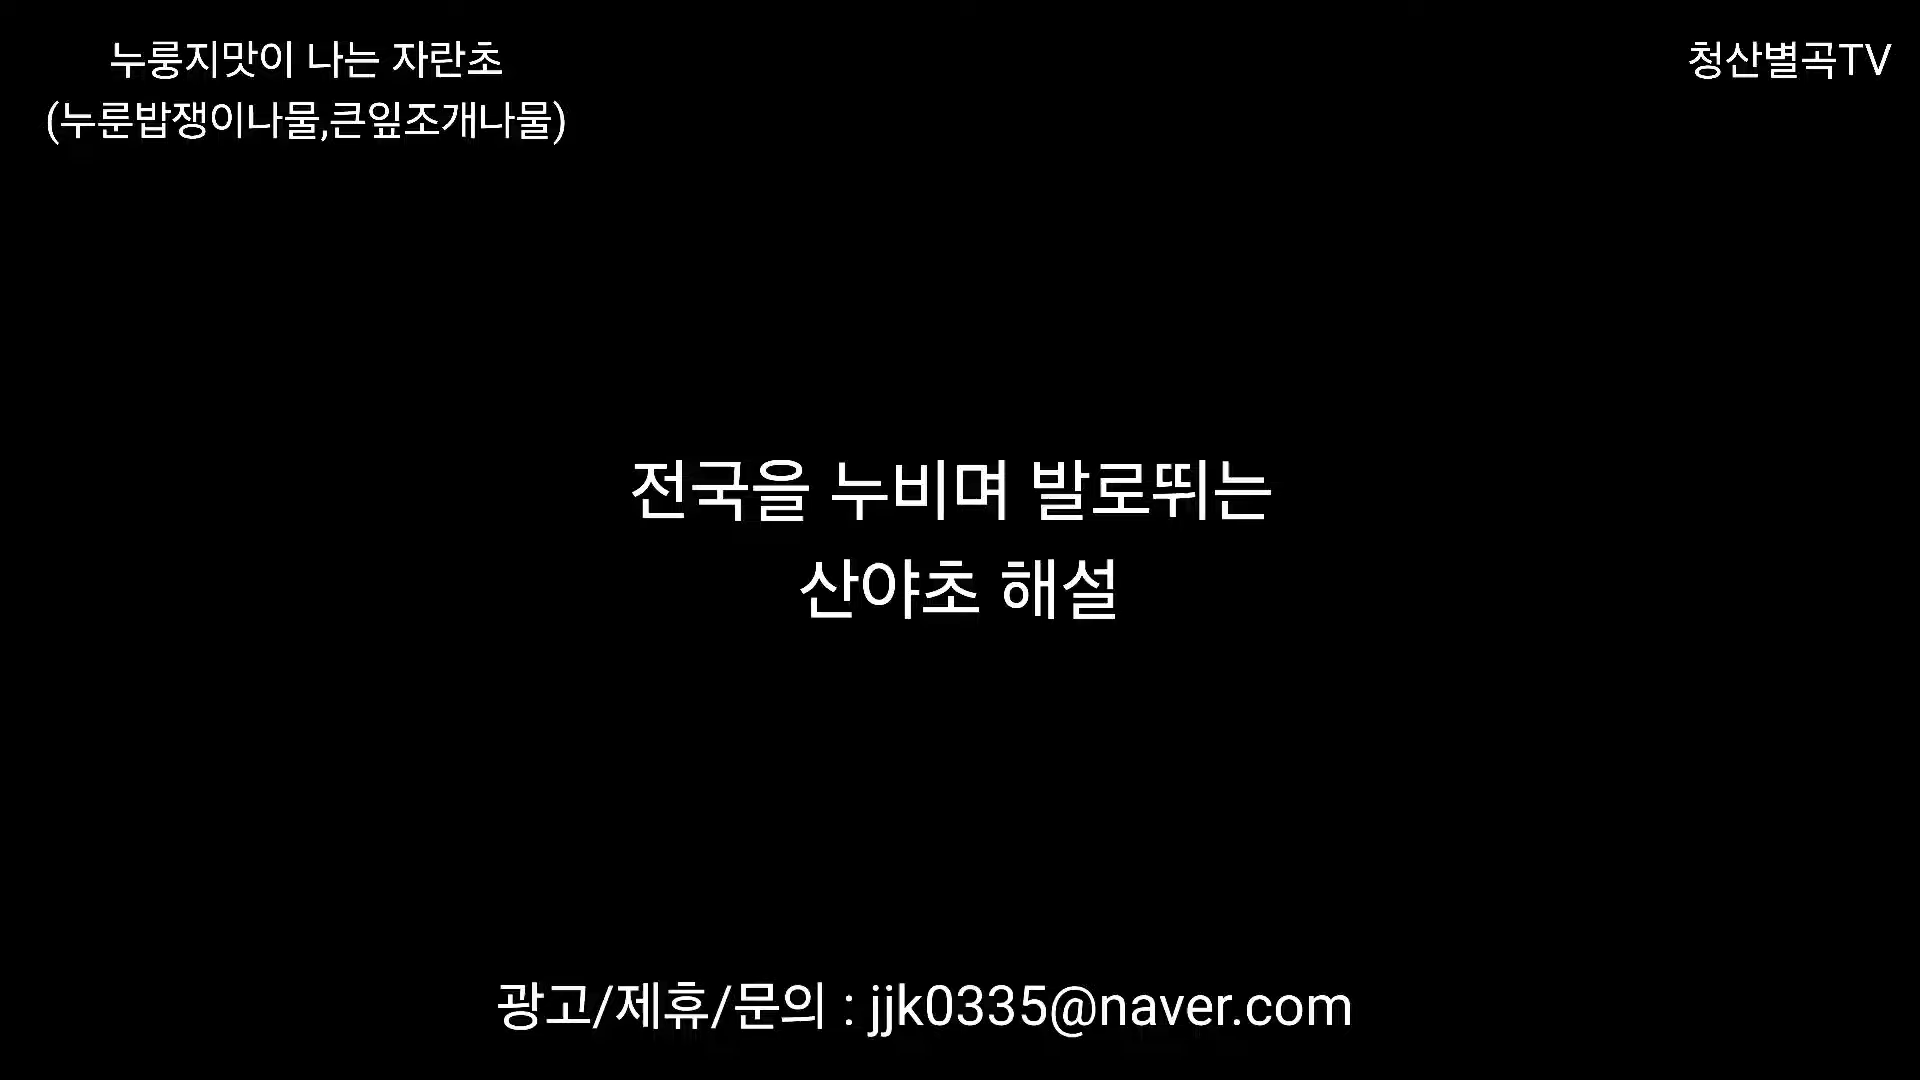 누룽지맛이 나는 자란초
(누룬밥쟁이나물,큰잎조개나물)
청산별곡TV
전국을 누비며 발로뛰는
산야초 해설
광고/제휴/문의 : jjk0335@naver.com